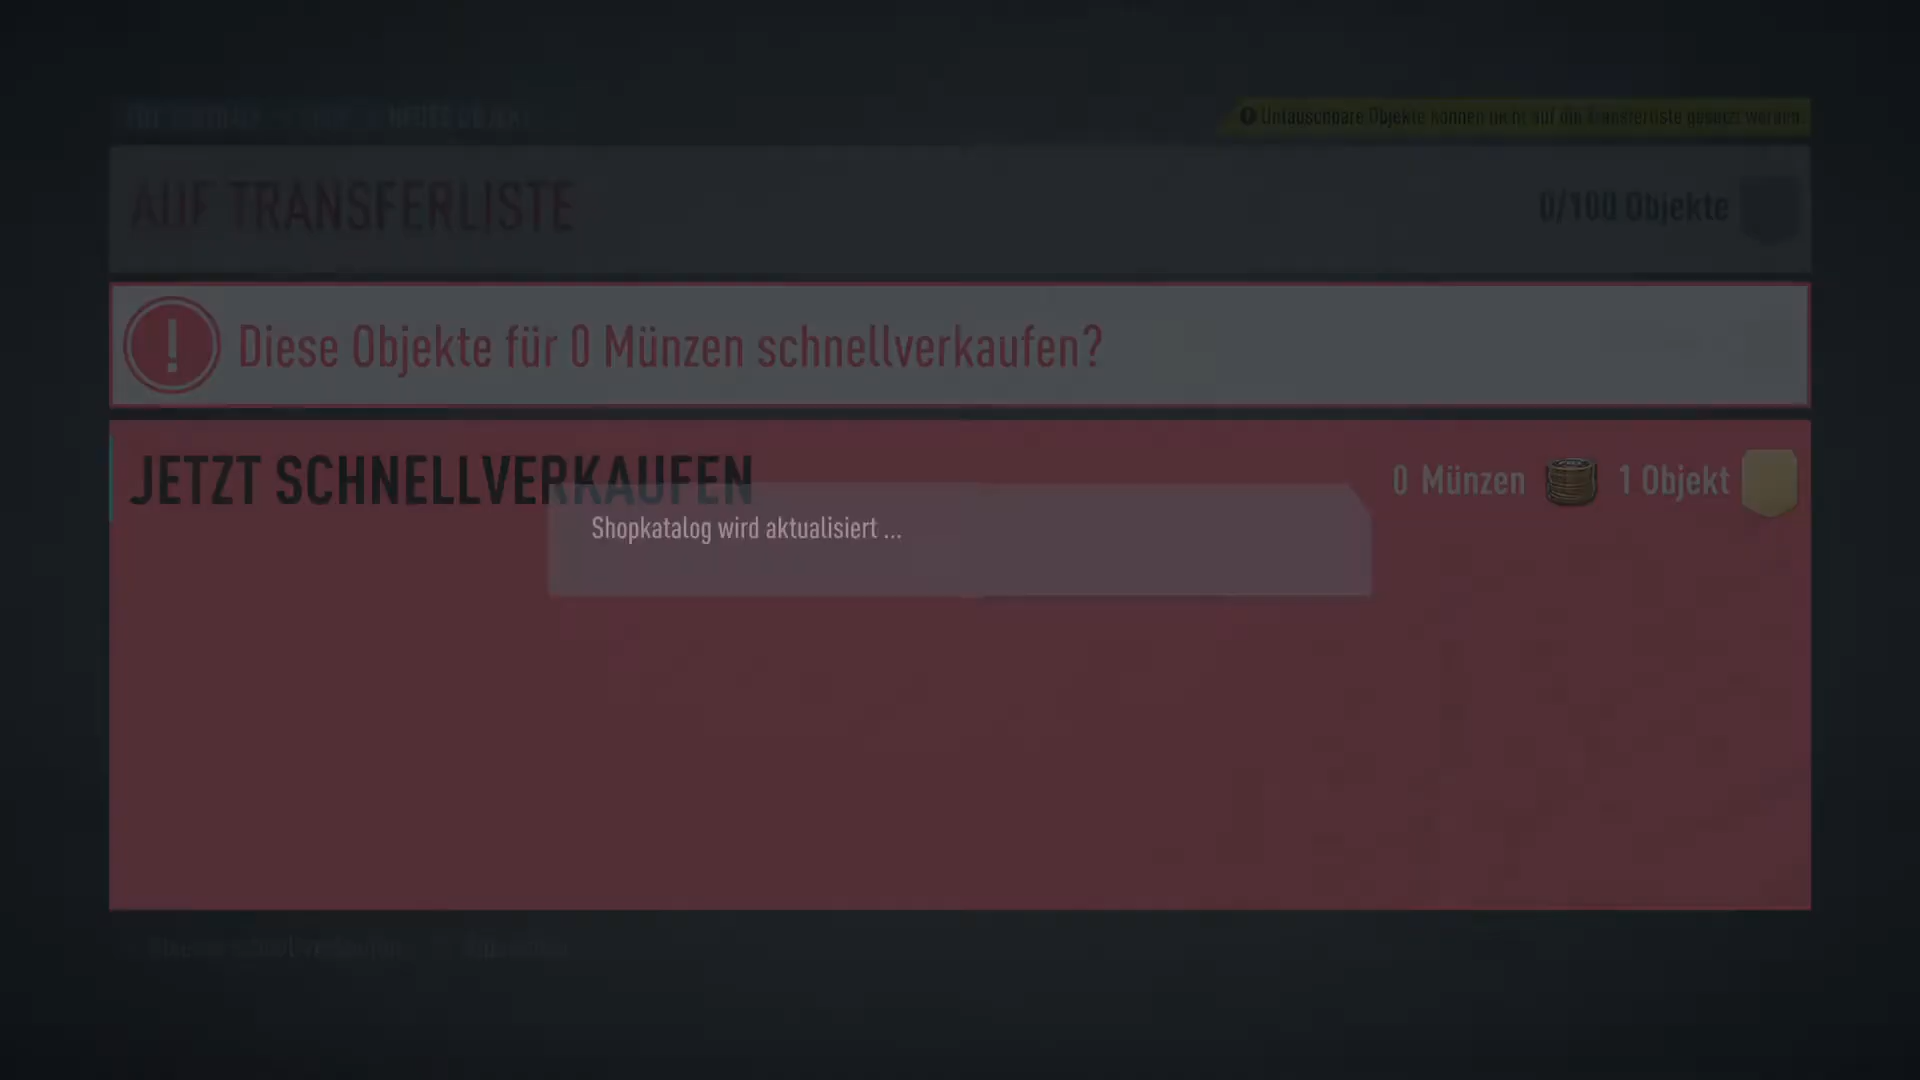 Untauschbare Objekte können nicht auf die Transferliste gesetzt werden.
AUF TRANSFERLISTE
0/100 Objekte
Diese Objekte für 0 Münzen schnellverkaufen?
JETZT SCHNELLVERKAUFEN
0 Münzen
1 Objekt
Shopkatalog wird aktualisiert ...